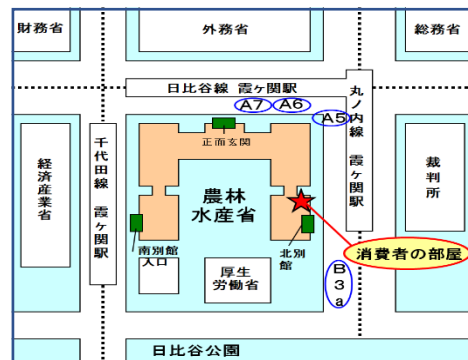 財務省
外務省
総務省
日比谷線 霞ヶ関駅
A7
A6
A5
正面玄関
千代田線 霞ヶ関駅
丸ノ内線 霞ヶ関駅
経済産業省
農林
水産省
裁判所
南別館
入口
北別
館
消費者の部屋
厚生
労働省
B3a
日比谷公園